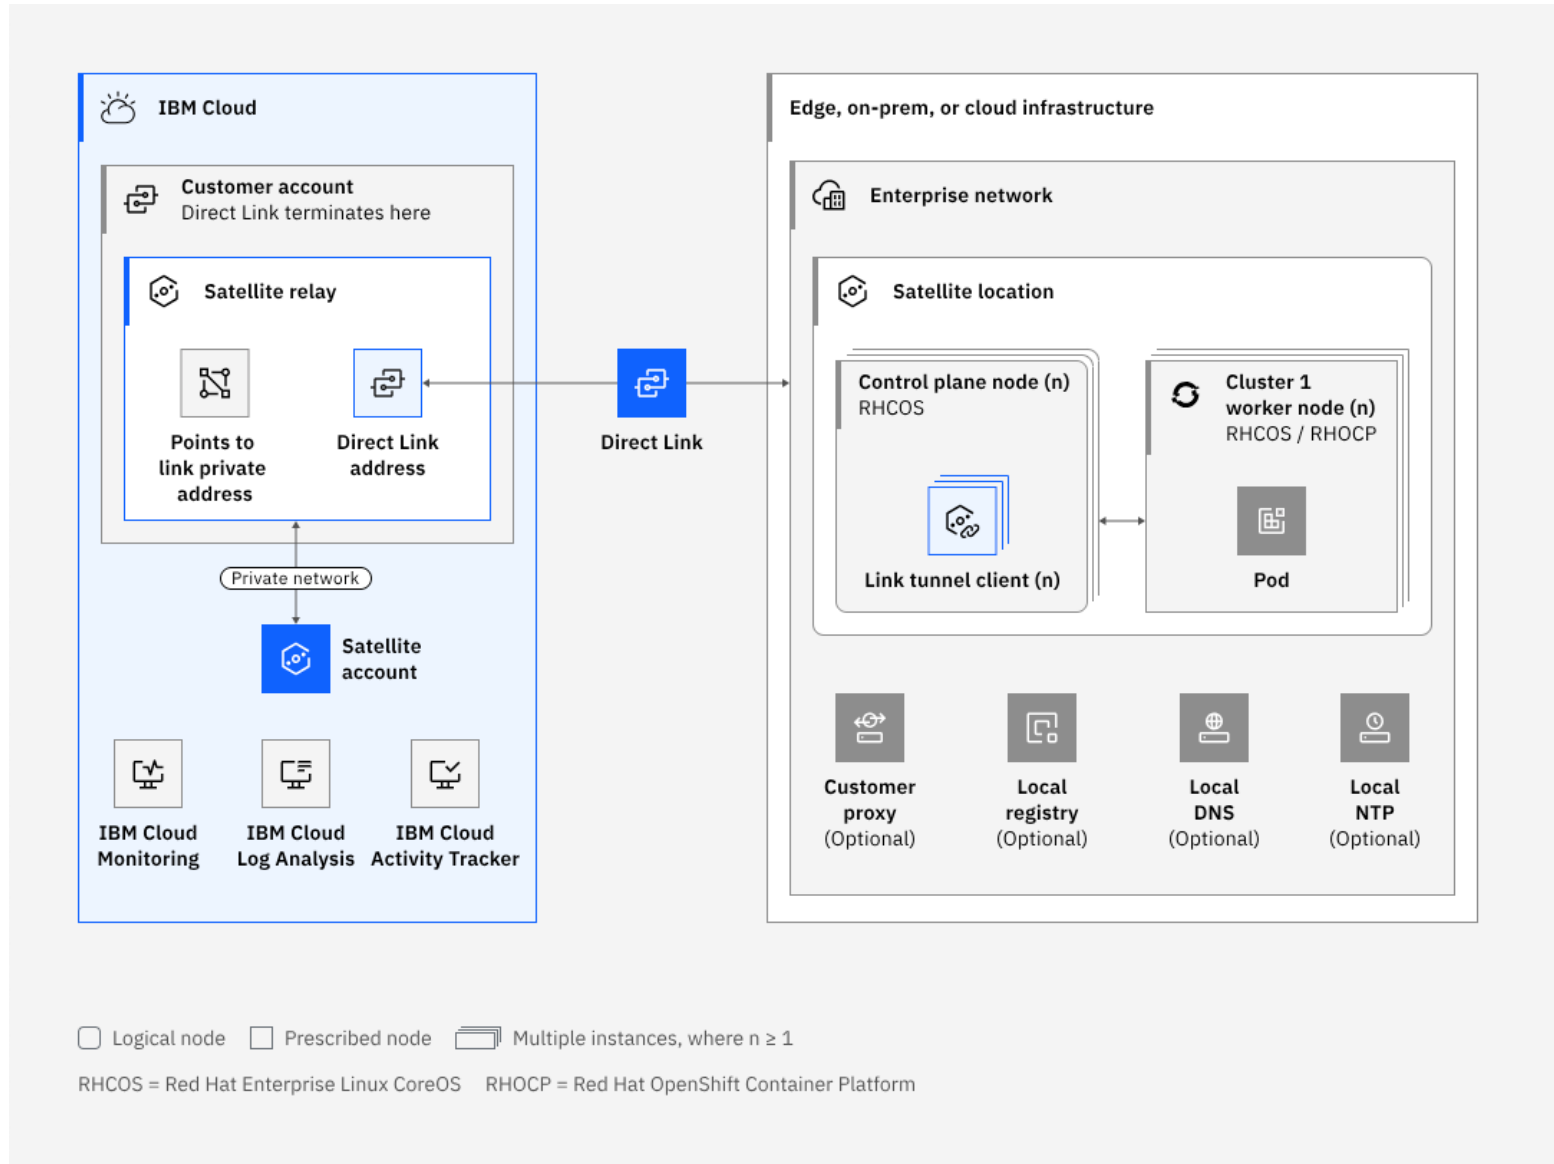 IBM Cloud
Customer account
Direct Link terminates here
Satellite relay
Points to
link private
address
Direct Link
address
Private network
Satellite
account
IBM Cloud
Monitoring
IBM Cloud
Log Analysis
IBM Cloud
Activity Tracker
Direct Link
Edge, on-prem, or cloud infrastructure
Enterprise network
Satellite location
Control plane node (n)
RHCOS
Link tunnel client (n)
Cluster 1
worker node (n)
RHCOS / RHOCP
Pod
Customer
proxy
(Optional)
Local
registry
(Optional)
Local
DNS
(Optional)
Local
NTP
(Optional)
Logical node
Prescribed node
Multiple instances, where n ≥ 1
RHCOS = Red Hat Enterprise Linux CoreOS
RHOCP = Red Hat OpenShift Container Platform